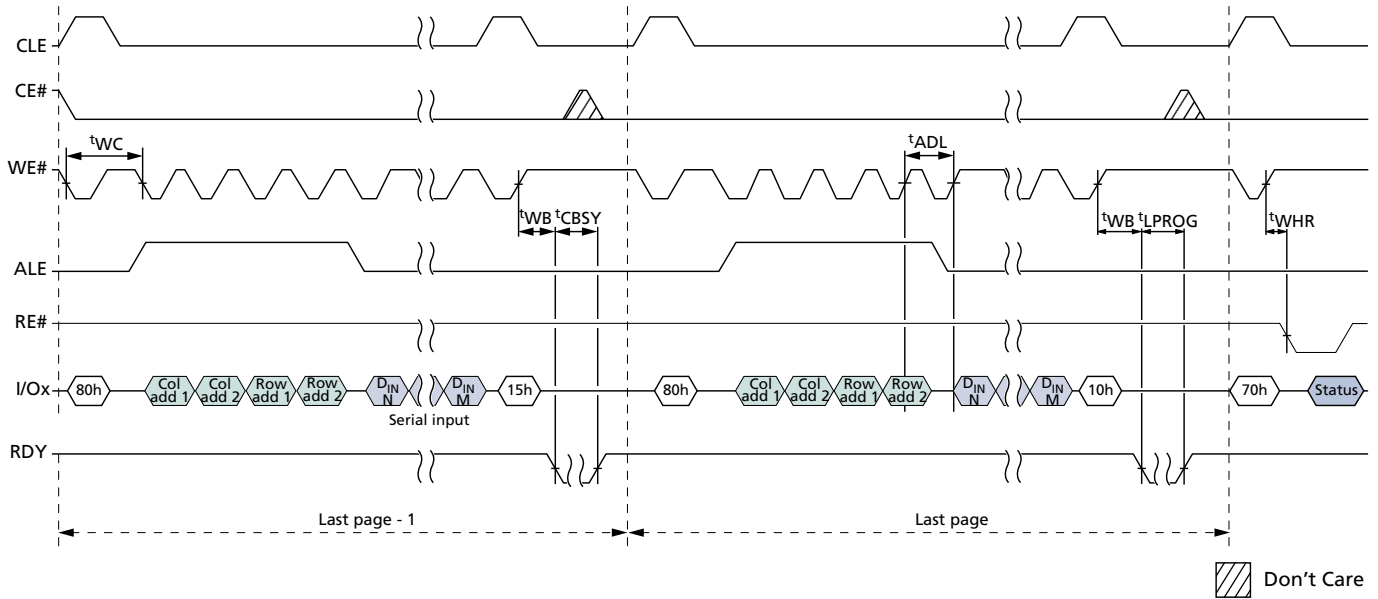 CLE
CE#
tWC
tADL
WE#
tWB tCBSY
tWB tLPROG
tWHR
ALE
RE#
I/Ox
80h
Col add 1
Col add 2
Row add 1
Row add 2
DIN N
DIN M
15h
80h
Col add 1
Col add 2
Row add 1
Row add 2
DIN N
DIN M
10h
70h
Status
Serial input
RDY
Last page - 1
Last page
Don't Care